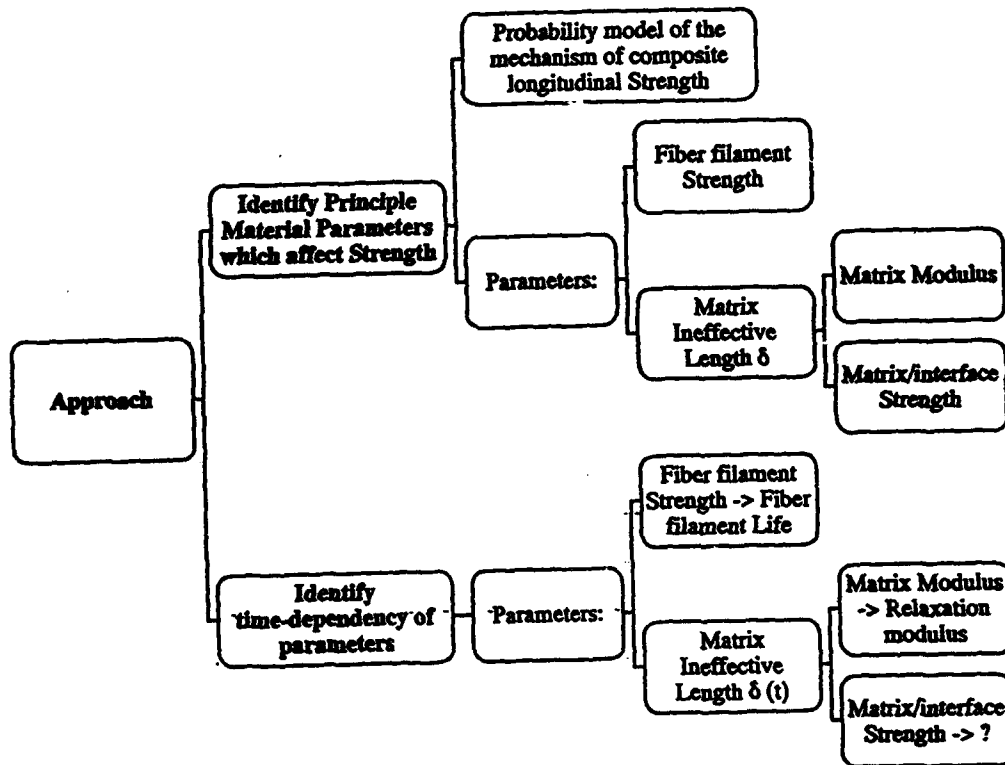 Probability model of the
mechanism of composite
longitudinal Strength
Fiber filament
Strength
Identify Principle
Material Parameters
which affect Strength
Parameters:
Matrix Modulus
Matrix
Ineffective
Length δ
Matrix/interface
Strength
Approach
Fiber filament
Strength -> Fiber
filament Life
Identify
time-dependency of
parameters
Parameters:
Matrix Modulus
-> Relaxation
modulus
Matrix
Ineffective
Length δ (t)
Matrix/interface
Strength -> ?